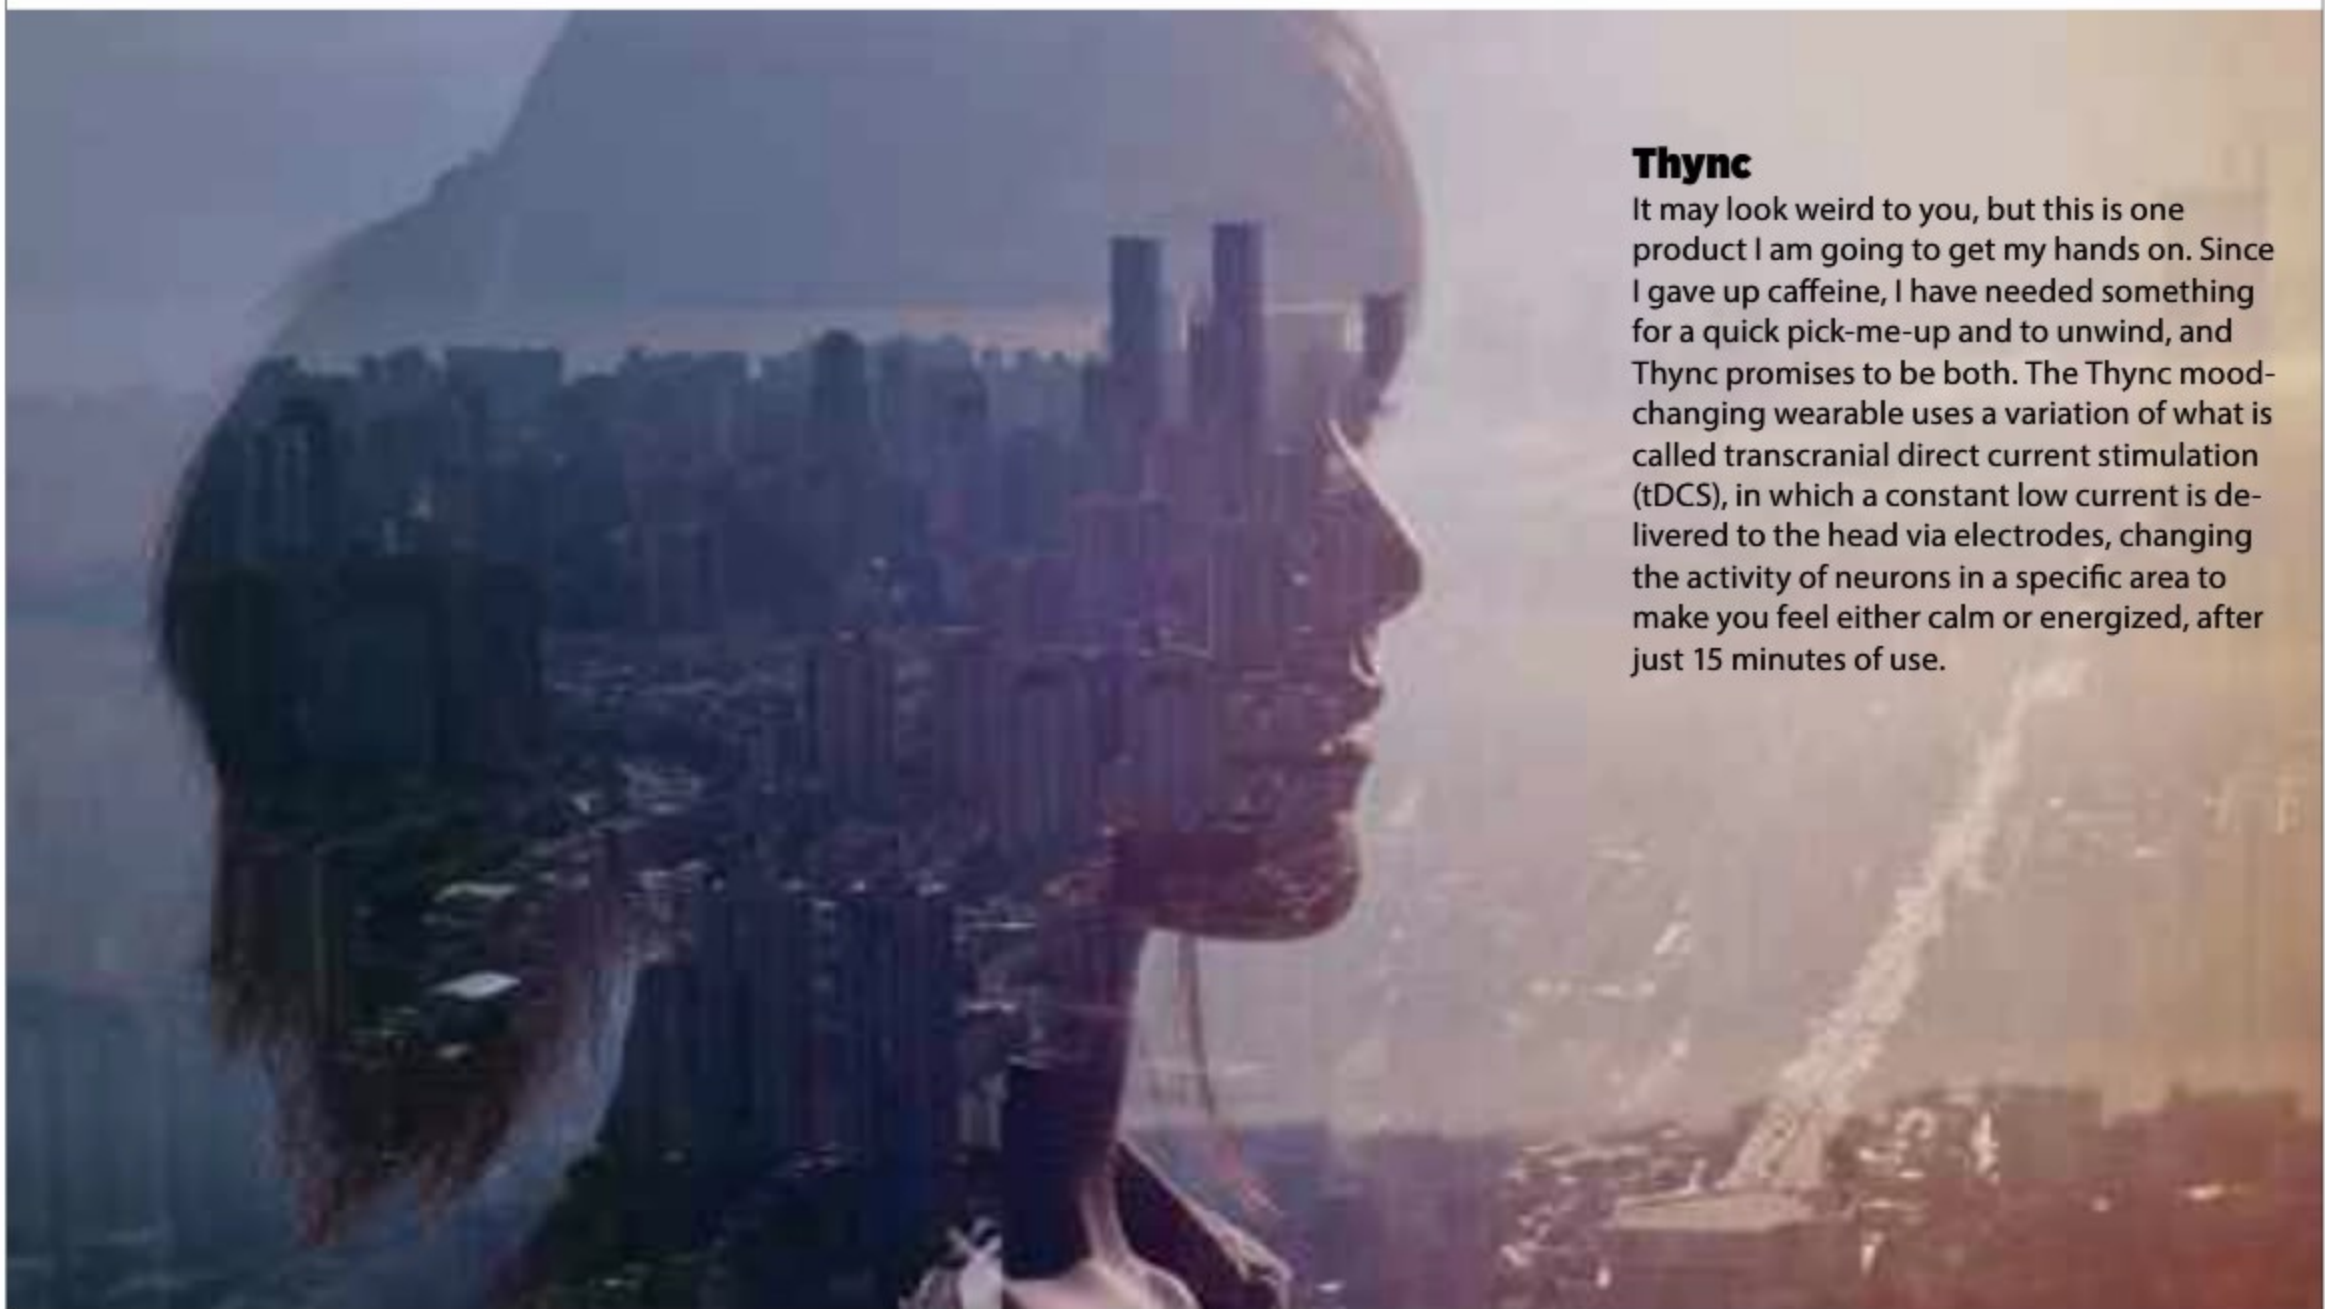 Thync
It may look weird to you, but this is one
product I am going to get my hands on. Since
I gave up caffeine, I have needed something
for a quick pick-me-up and to unwind, and
Thync promises to be both. The Thync mood-
changing wearable uses a variation of what is
called transcranial direct current stimulation
(tDCS), in which a constant low current is de-
livered to the head via electrodes, changing
the activity of neurons in a specific area to
make you feel either calm or energized, after
just 15 minutes of use.